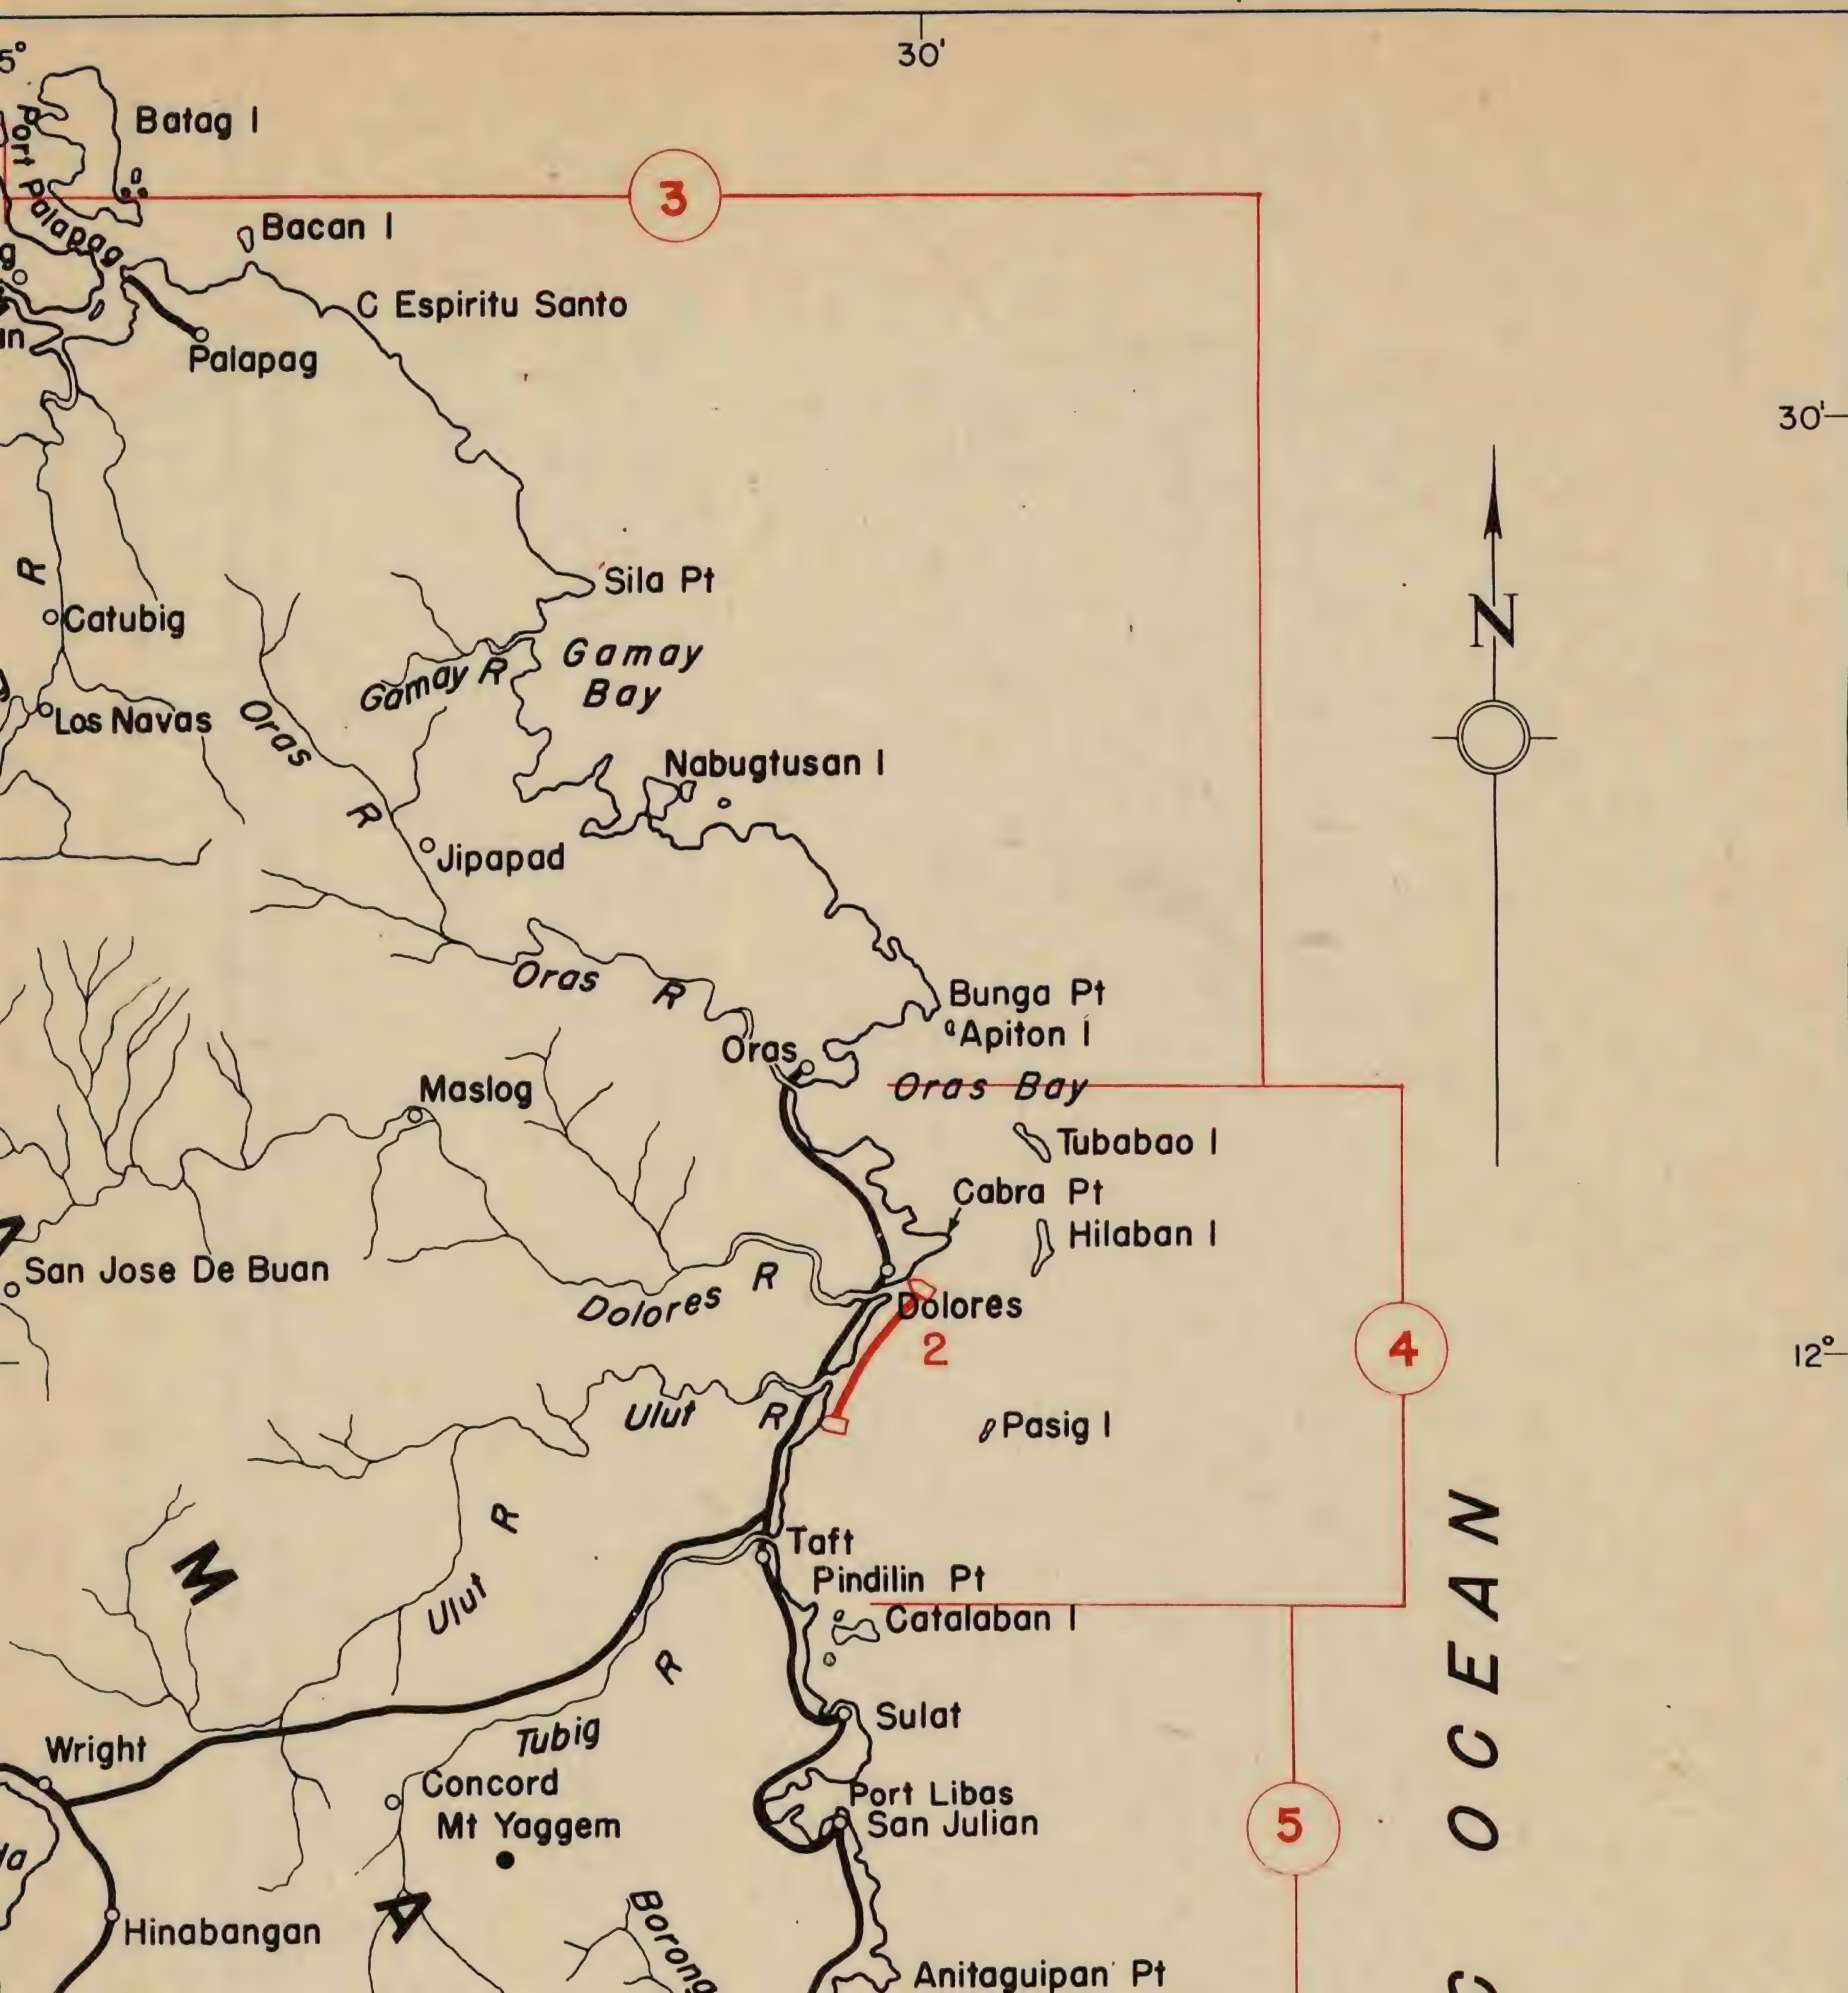 30'
5°
Batag I
Port Palapag
3
Bacan I
C Espiritu Santo
Palapag
30'
N
R
Sila Pt
Catubig
Gamay
Bay
Gamay R
Los Navas
Oras
R
Nabugtusan I
Jipapad
Oras R
Bunga Pt
Apiton I
Oras
Oras Bay
Maslog
Tubabao I
Cabra Pt
Hilaban I
San Jose De Buan
Dolores R
Dolores
2
4
12°
Ulut R
Pasig I
Ulut R
M
Taft
Pindilin Pt
Catalaban I
R
Tubig
Sulat
Wright
Concord
Port Libas
San Julian
Mt Yaggem
5
OCEAN
A
Hinabangan
Borong
Anitaguipan Pt